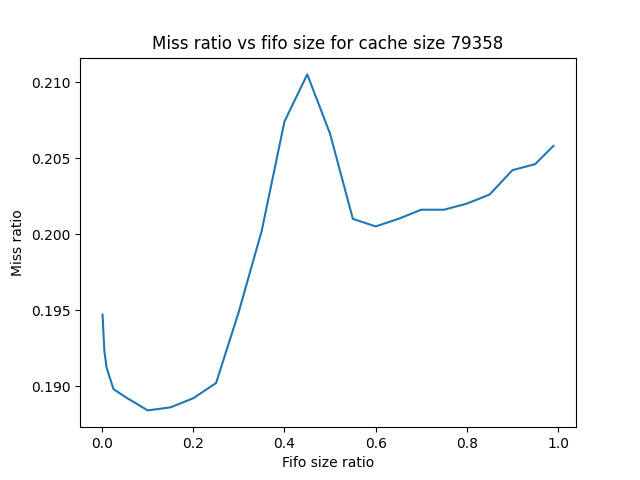 Miss ratio vs fifo size for cache size 79358
0.210
0.205
0.200
0.195
0.190
Miss ratio
0.0 0.2 0.4 0.6 0.8 1.0
Fifo size ratio